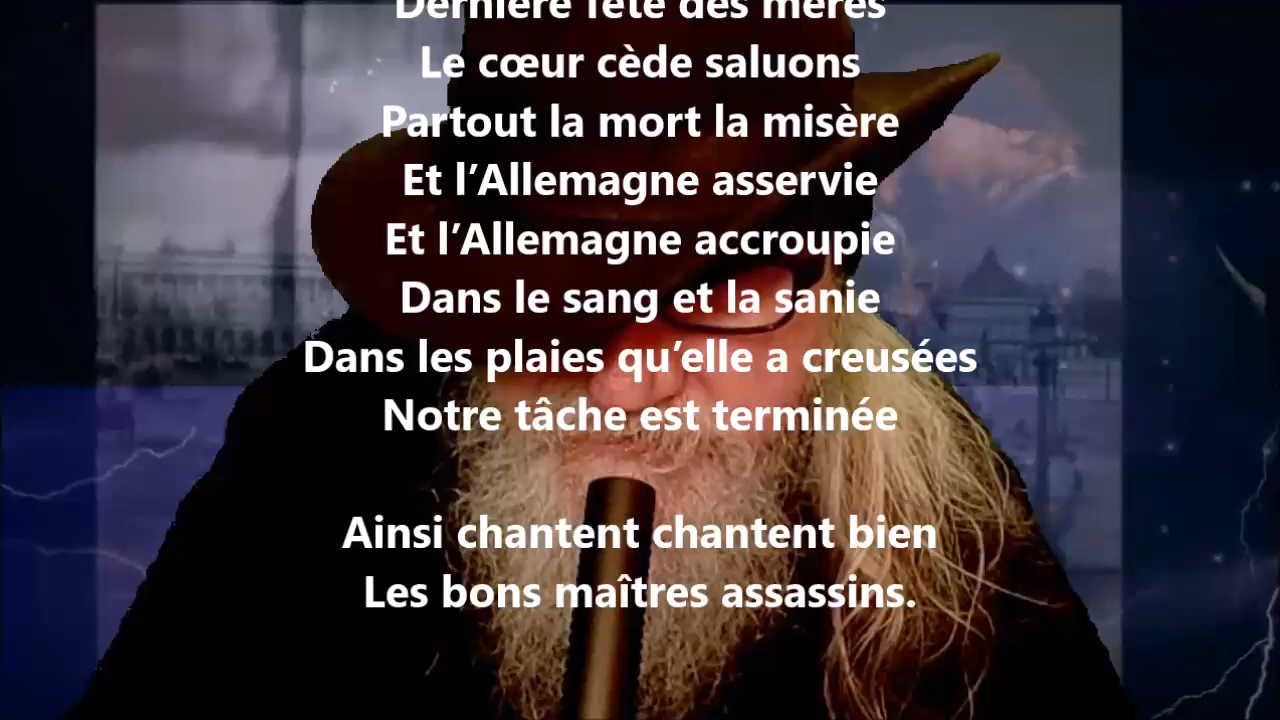 Dernière fête des mères
Le cœur cède saluons
Partout la mort la misère
Et l’Allemagne asservie
Et l’Allemagne accroupie
Dans le sang et la sanie
Dans les plaies qu’elle a creusées
Notre tâche est terminée
Ainsi chantent chantent bien
Les bons maîtres assassins.